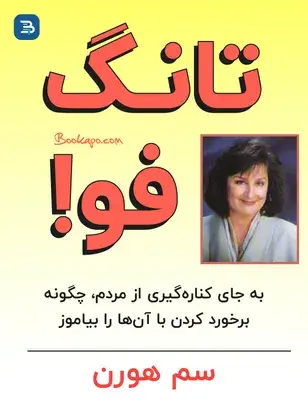 تانگ
Bookapo.com
فو!
به جای کناره‌گیری از مردم، چگونه
برخورد کردن با آن‌ها را بیاموز
سم هورن